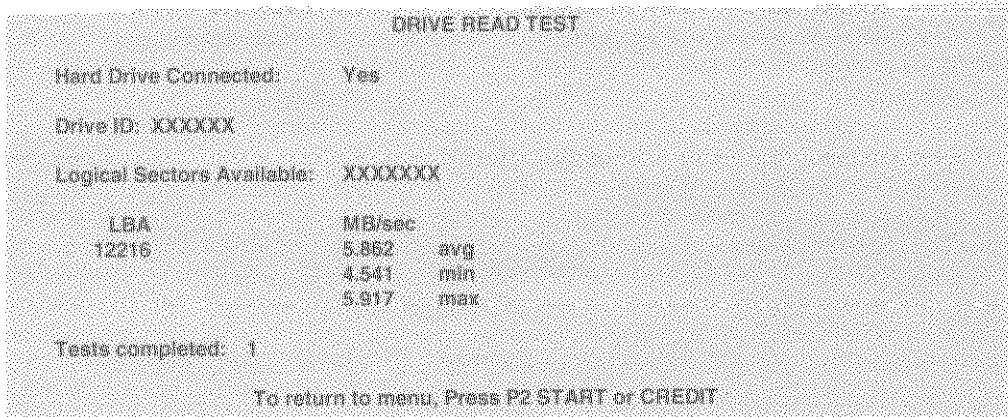 DRIVE READ TEST
Hard Drive Connected: Yes
Drive ID: XXXXXX
Logical Sectors Available: XXXXXXX
LBA MB/sec
12216 5.862 avg
4.541 min
5.917 max
Tests completed: 1
To return to menu, Press P2 START or CREDIT